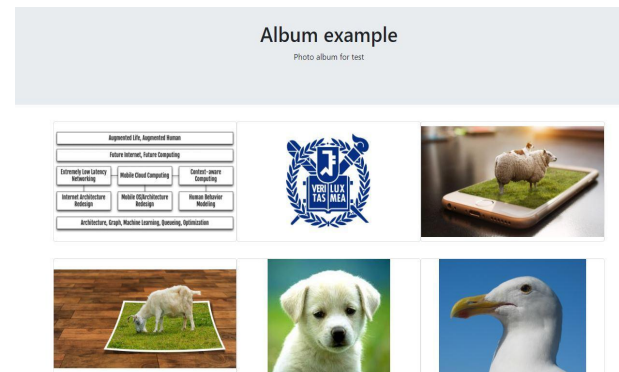 Album example
Photo album for test
Augmented Life, Augmented Human
Future Internet, Future Computing
Extremely Low Latency
Networking
Mobile Cloud Computing
Context-aware
Computing
Internet Architecture
Redesign
Mobile OS/Architecture
Redesign
Human Behavior
Modeling
Architecture, Graph, Machine Learning, Queueing, Optimization
VERI LUX
TAS MEA